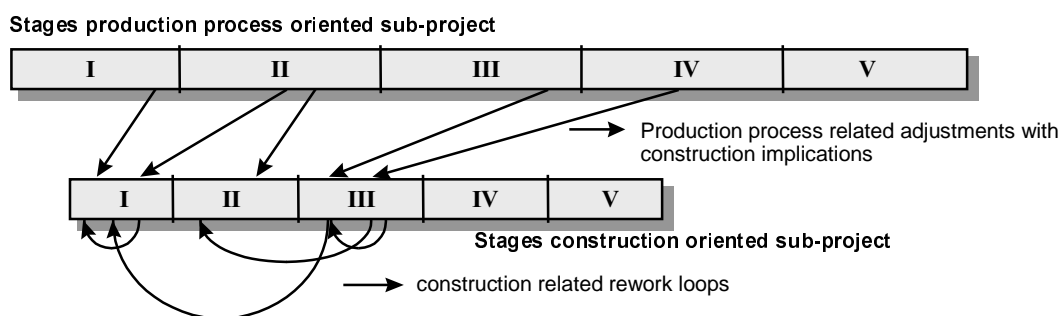 Stages production process oriented sub-project
I II III IV V
Production process related adjustments with
construction implications
I II III IV V
Stages construction oriented sub-project
construction related rework loops